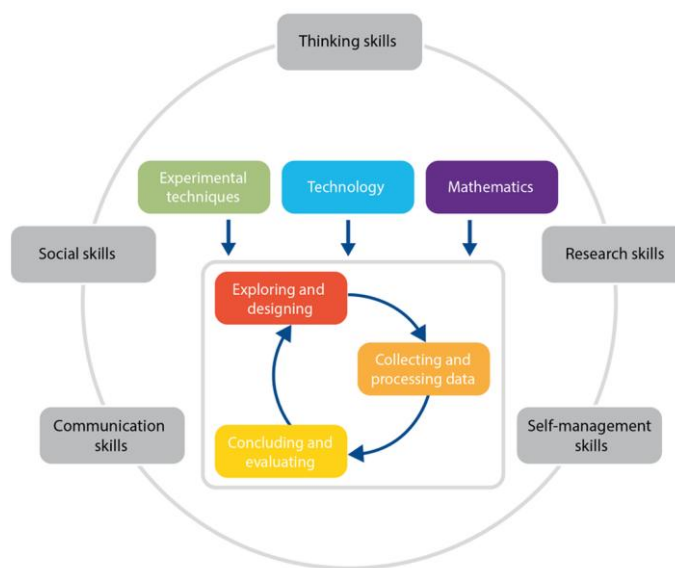 Thinking skills
Experimental
techniques
Technology
Mathematics
Social skills
Research skills
Exploring and
designing
Collecting and
processing data
Communication
skills
Concluding and
evaluating
Self-management
skills